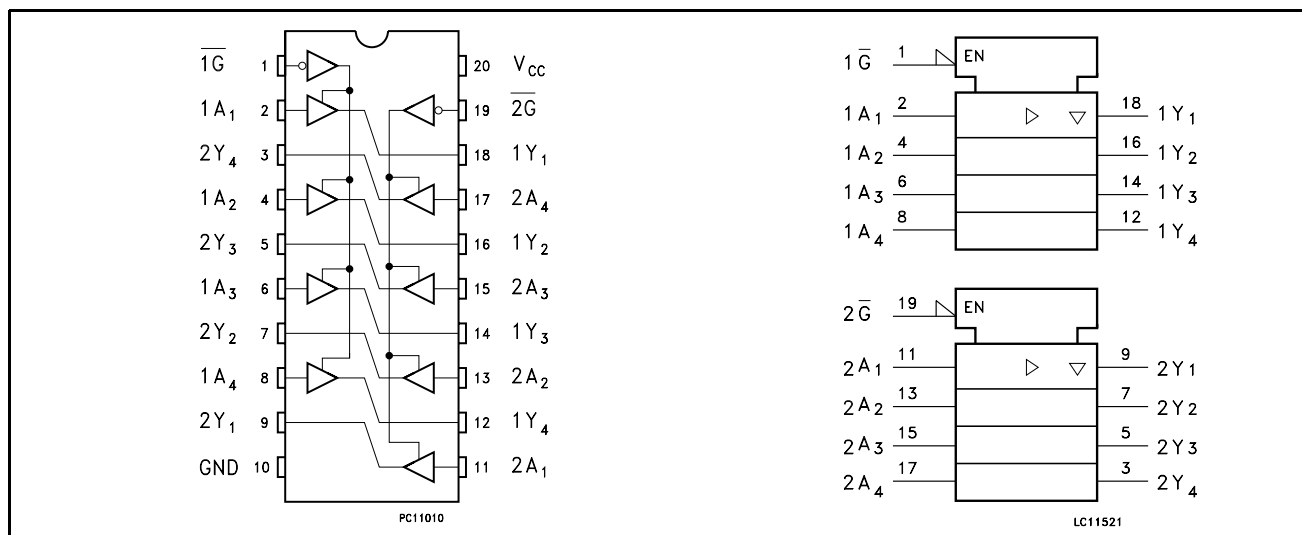 1G̅ 1 20 VCC
1A1 2 19 2G̅
2Y4 3 18 1Y1
1A2 4 17 2A4
2Y3 5 16 1Y2
1A3 6 15 2A3
2Y2 7 14 1Y3
1A4 8 13 2A2
2Y1 9 12 1Y4
GND 10 11 2A1
PC11010
1G̅ 1 EN
1A1 2 18 1Y1
1A2 4 16 1Y2
1A3 6 14 1Y3
1A4 8 12 1Y4
2G̅ 19 EN
2A1 11 9 2Y1
2A2 13 7 2Y2
2A3 15 5 2Y3
2A4 17 3 2Y4
LC11521